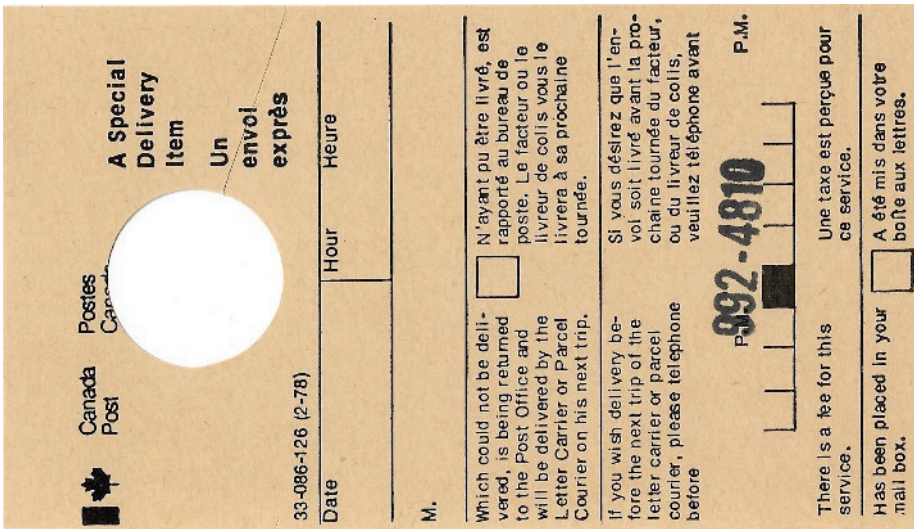 Canada Post
Postes Canada
A Special
Delivery
Item
Un
envoi
exprès
33-086-126 (2-78)
Date
Hour
Heure
M.
Which could not be deli-
vered, is being returned
to the Post Office and
will be delivered by the
Letter Carrier or Parcel
Courier on his next trip.
N'ayant pu être livré, est
rapporté au bureau de
poste. Le facteur ou le
livreur de colis vous le
livrera à sa prochaine
tournée.
If you wish delivery be-
fore the next trip of the
letter carrier or parcel
courier, please telephone
before
Si vous désirez que l'en-
voi soit livré avant la pro-
chaine tournée du facteur,
ou du livreur de colis,
veuillez téléphone avant
P.M.
P.M.
992-4810
There is a fee for this
service.
Une taxe est perçue pour
ce service.
Has been placed in your
mail box.
A été mis dans votre
boîte aux lettres.